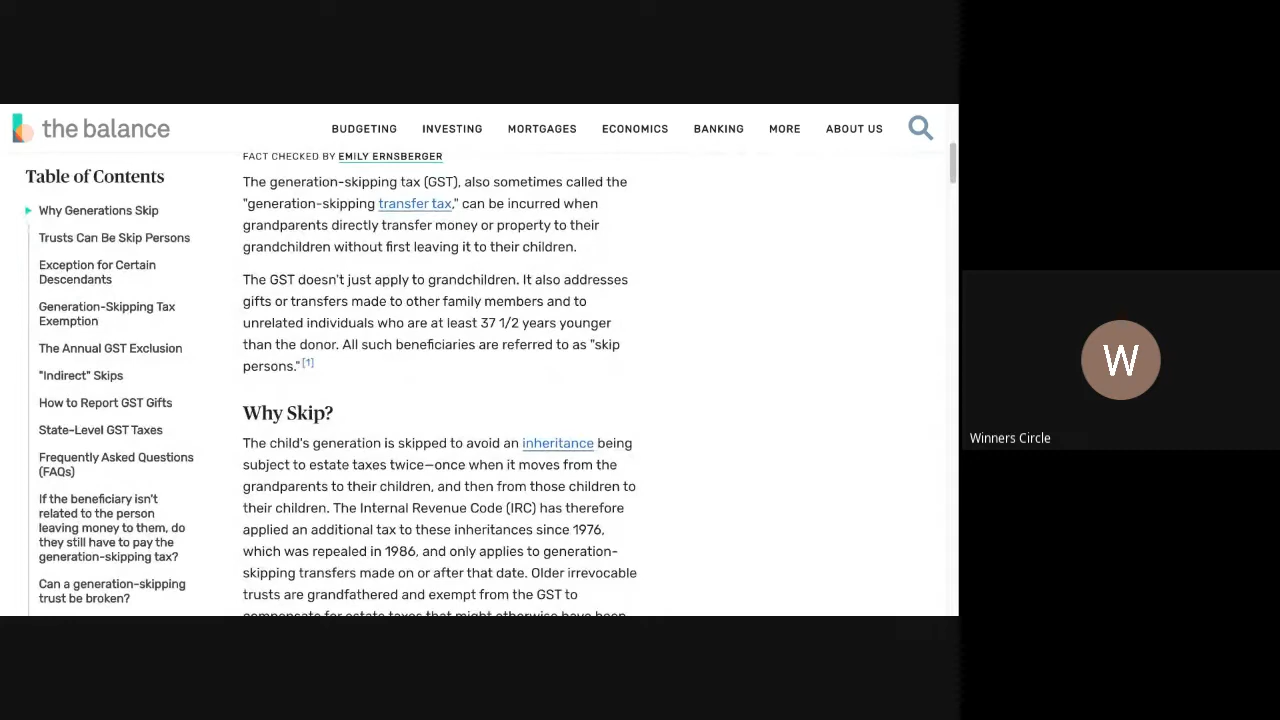 the balance
BUDGETING
INVESTING
MORTGAGES
ECONOMICS
BANKING
MORE
ABOUT US
Table of Contents
Why Generations Skip
Trusts Can Be Skip Persons
Exception for Certain
Descendants
Generation-Skipping Tax
Exemption
The Annual GST Exclusion
"Indirect" Skips
How to Report GST Gifts
State-Level GST Taxes
Frequently Asked Questions
(FAQs)
If the beneficiary isn't
related to the person
leaving money to them, do
they still have to pay the
generation-skipping tax?
Can a generation-skipping
trust be broken?
FACT CHECKED BY EMILY ERNSBERGER
The generation-skipping tax (GST), also sometimes called the
"generation-skipping transfer tax," can be incurred when
grandparents directly transfer money or property to their
grandchildren without first leaving it to their children.
The GST doesn't just apply to grandchildren. It also addresses
gifts or transfers made to other family members and to
unrelated individuals who are at least 37 1/2 years younger
than the donor. All such beneficiaries are referred to as "skip
persons." [1]
Why Skip?
The child's generation is skipped to avoid an inheritance being
subject to estate taxes twice—once when it moves from the
grandparents to their children, and then from those children to
their children. The Internal Revenue Code (IRC) has therefore
applied an additional tax to these inheritances since 1976,
which was repealed in 1986, and only applies to generation-
skipping transfers made on or after that date. Older irrevocable
trusts are grandfathered and exempt from the GST to
compensate for estate taxes that might otherwise have been
W
Winners Circle